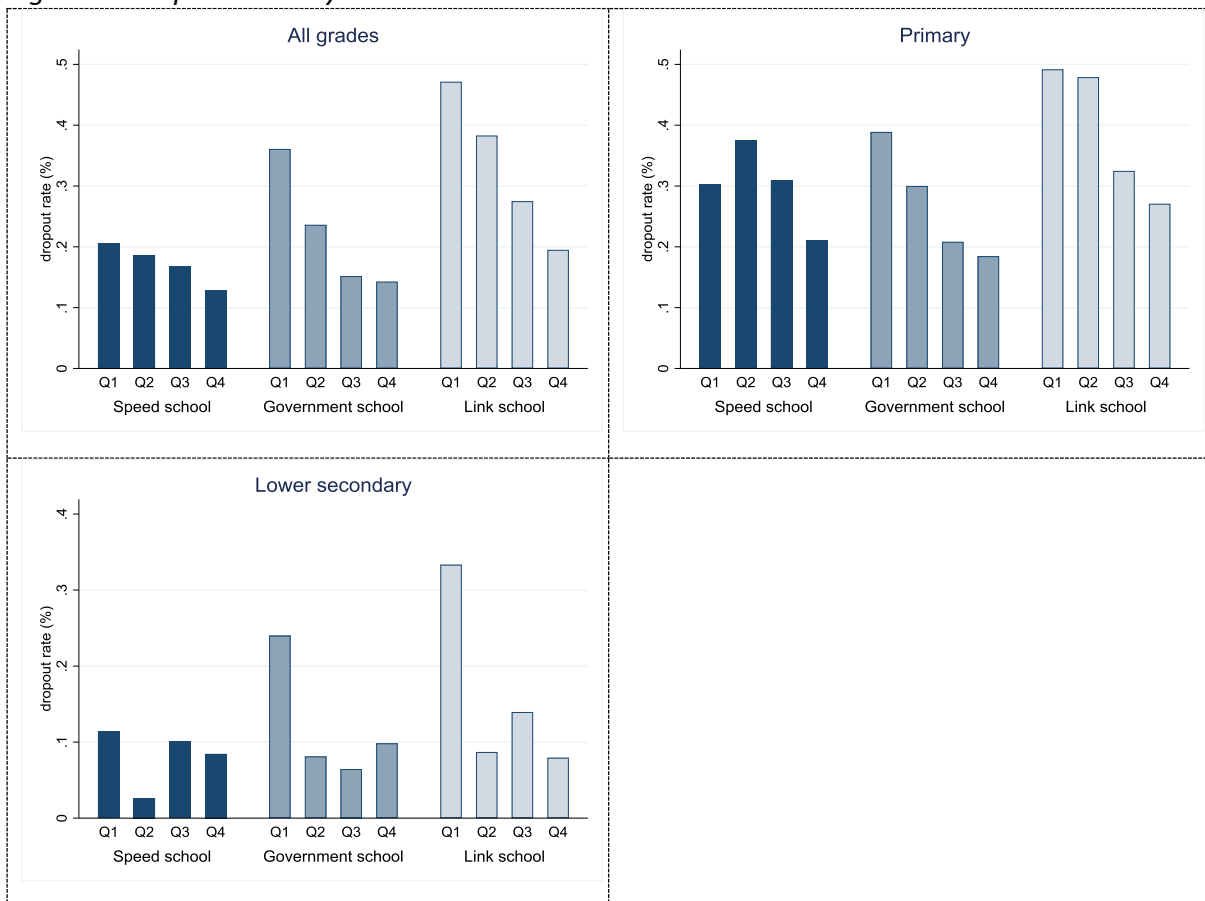 All grades
dropout rate (%)
.5
.4
.3
.2
.1
0
Q1 Q2 Q3 Q4 Q1 Q2 Q3 Q4 Q1 Q2 Q3 Q4
Speed school Government school Link school
Primary
dropout rate (%)
.5
.4
.3
.2
.1
0
Q1 Q2 Q3 Q4 Q1 Q2 Q3 Q4 Q1 Q2 Q3 Q4
Speed school Government school Link school
Lower secondary
dropout rate (%)
.4
.3
.2
.1
0
Q1 Q2 Q3 Q4 Q1 Q2 Q3 Q4 Q1 Q2 Q3 Q4
Speed school Government school Link school